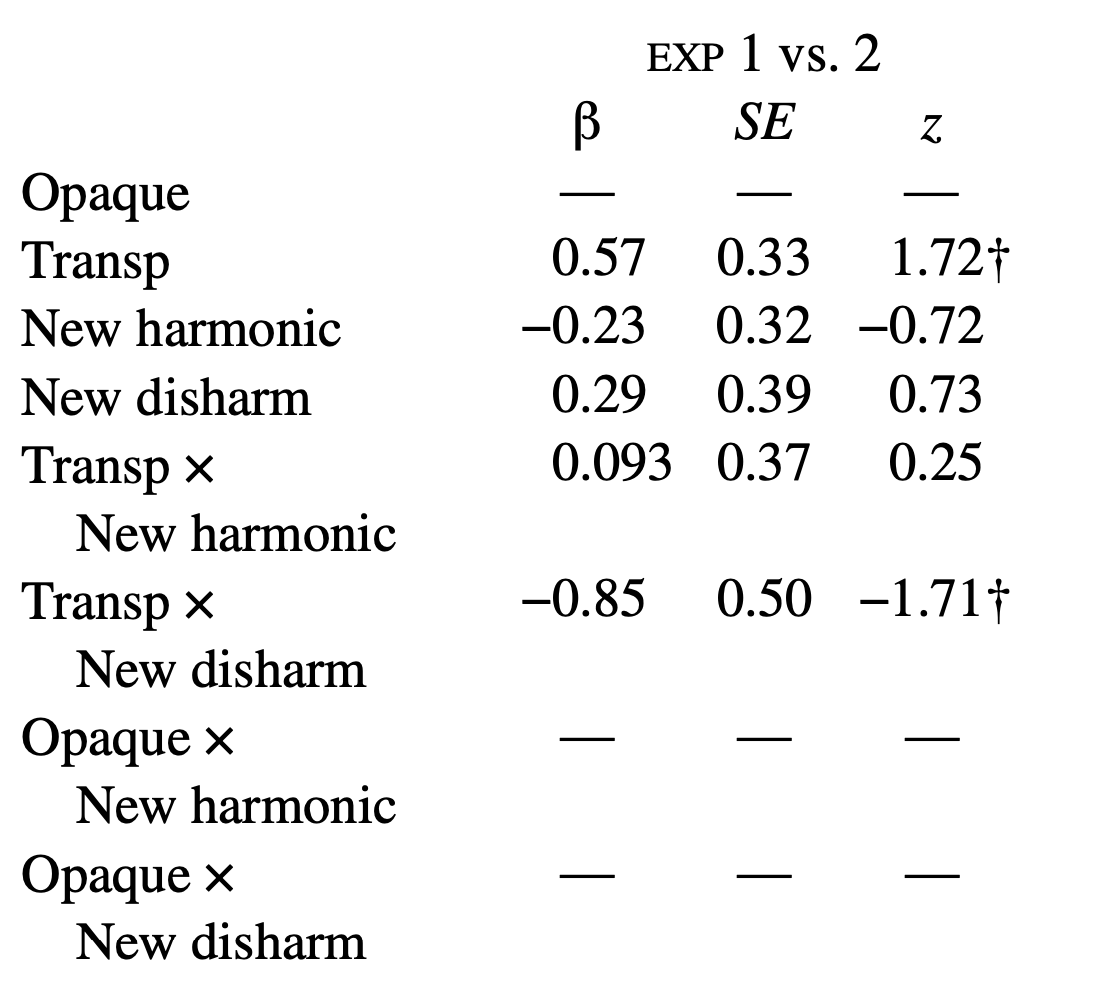 EXP 1 vs. 2
β SE z
Opaque — — —
Transp 0.57 0.33 1.72†
New harmonic −0.23 0.32 −0.72
New disharm 0.29 0.39 0.73
Transp × 0.093 0.37 0.25
New harmonic
Transp × −0.85 0.50 −1.71†
New disharm
Opaque × — — —
New harmonic
Opaque × — — —
New disharm